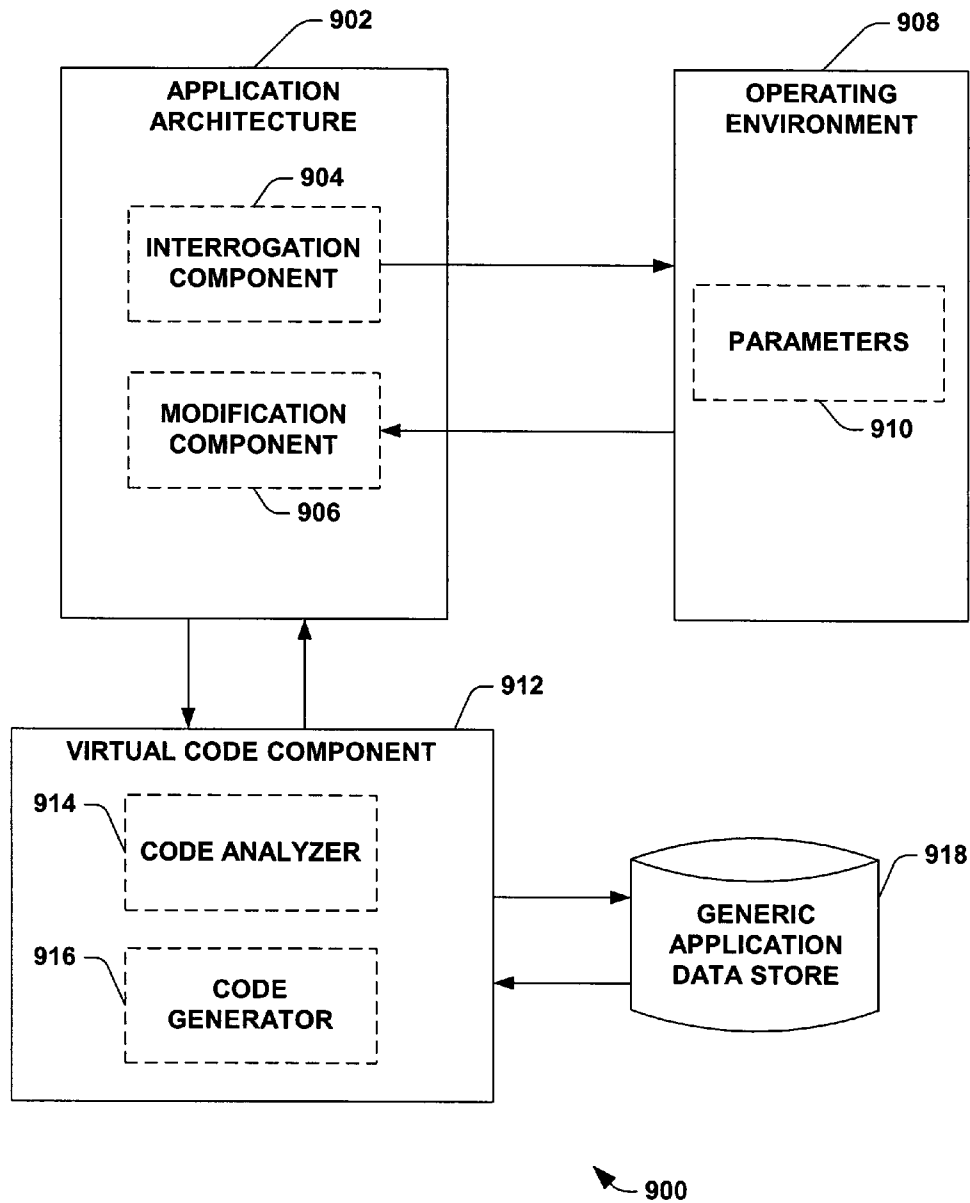 902
908
APPLICATION
ARCHITECTURE
OPERATING
ENVIRONMENT
904
INTERROGATION
COMPONENT
PARAMETERS
910
MODIFICATION
COMPONENT
906
912
VIRTUAL CODE COMPONENT
914
CODE ANALYZER
916
CODE
GENERATOR
918
GENERIC
APPLICATION
DATA STORE
900